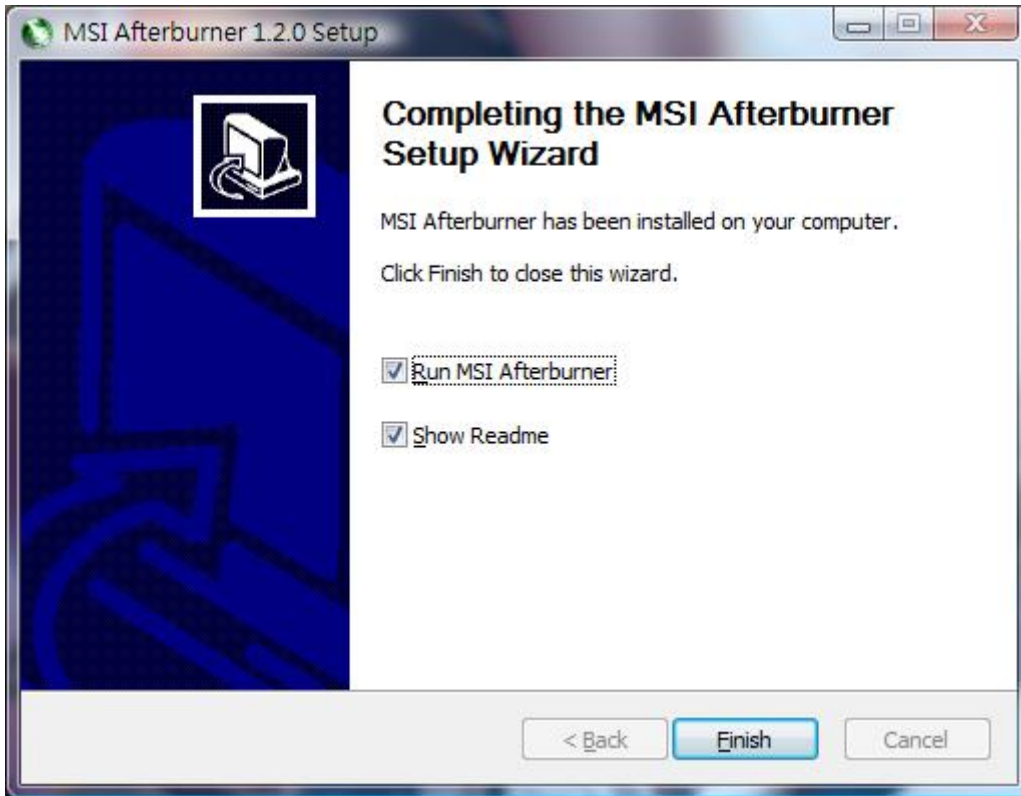 MSI Afterburner 1.2.0 Setup
Completing the MSI Afterburner
Setup Wizard
MSI Afterburner has been installed on your computer.
Click Finish to close this wizard.
Run MSI Afterburner
Show Readme
< Back
Finish
Cancel